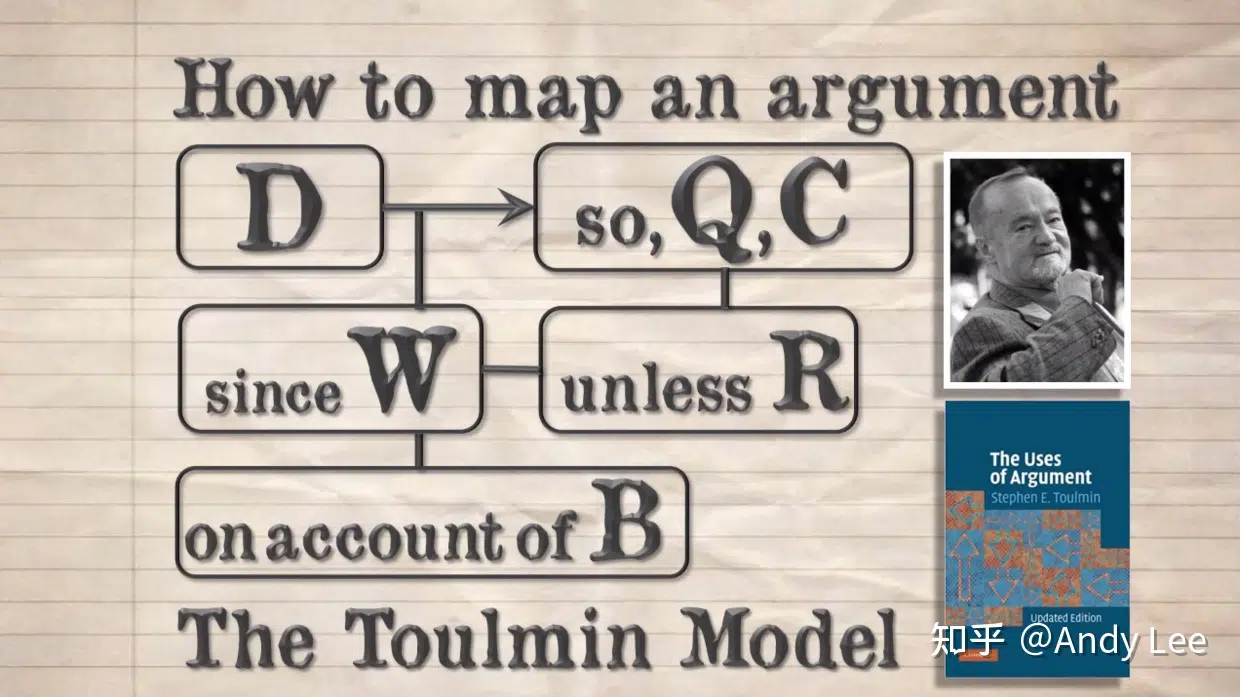 How to map an argument
D
so, Q, C
since W
unless R
on account of B
The Toulmin Model
The Uses
of Argument
Stephen E. Toulmin
Updated Edition
知乎 @Andy Lee